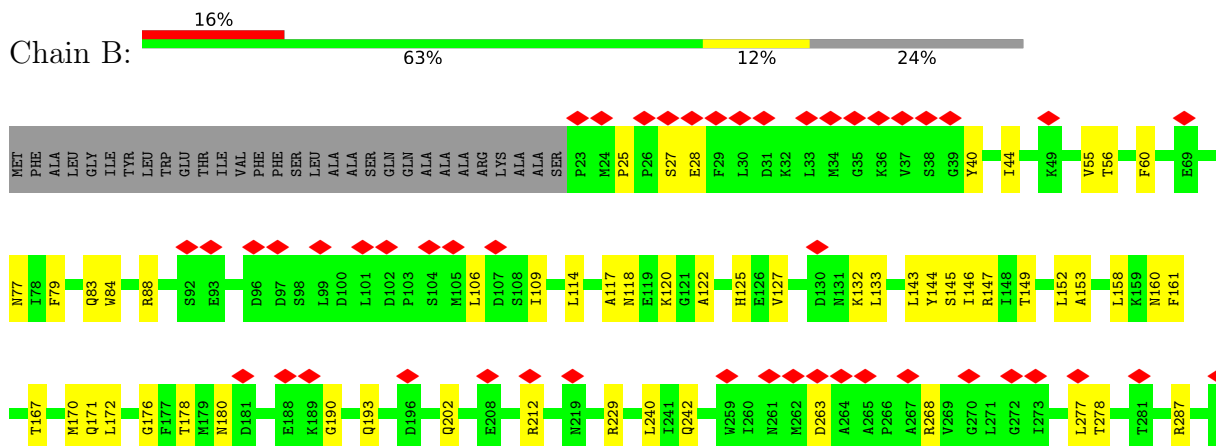 16%
Chain B:
63% 12% 24%
MET PHE ALA LEU GLY ILE TYR LEU TRP GLU THR ILE VAL PHE PHE SER LEU ALA ALA SER GLN GLN ALA ALA ALA ARG LYS ALA ALA SER P23 M24 P25 P26 S27 E28 F29 L30 D31 K32 L33 M34 G35 K36 V37 S38 G39 Y40 I44 K49 V55 T56 F60 E69
N77 I78 F79 Q83 W84 R88 S92 E93 D96 D97 S98 L99 D100 L101 D102 P103 S104 M105 L106 D107 S108 I109 L114 A117 N118 E119 K120 G121 A122 H125 E126 V127 D130 N131 K132 L133 L143 Y144 S145 I146 R147 I148 T149 L152 A153 L158 K159 N160 F161
T167 M170 Q171 L172 G176 F177 T178 M179 N180 D181 E188 K189 G190 Q193 D196 Q202 E208 R212 N219 R229 L240 I241 Q242 W259 I260 N261 M262 D263 A264 A265 P266 A267 R268 V269 G270 L271 G272 I273 L277 T278 T281 R287